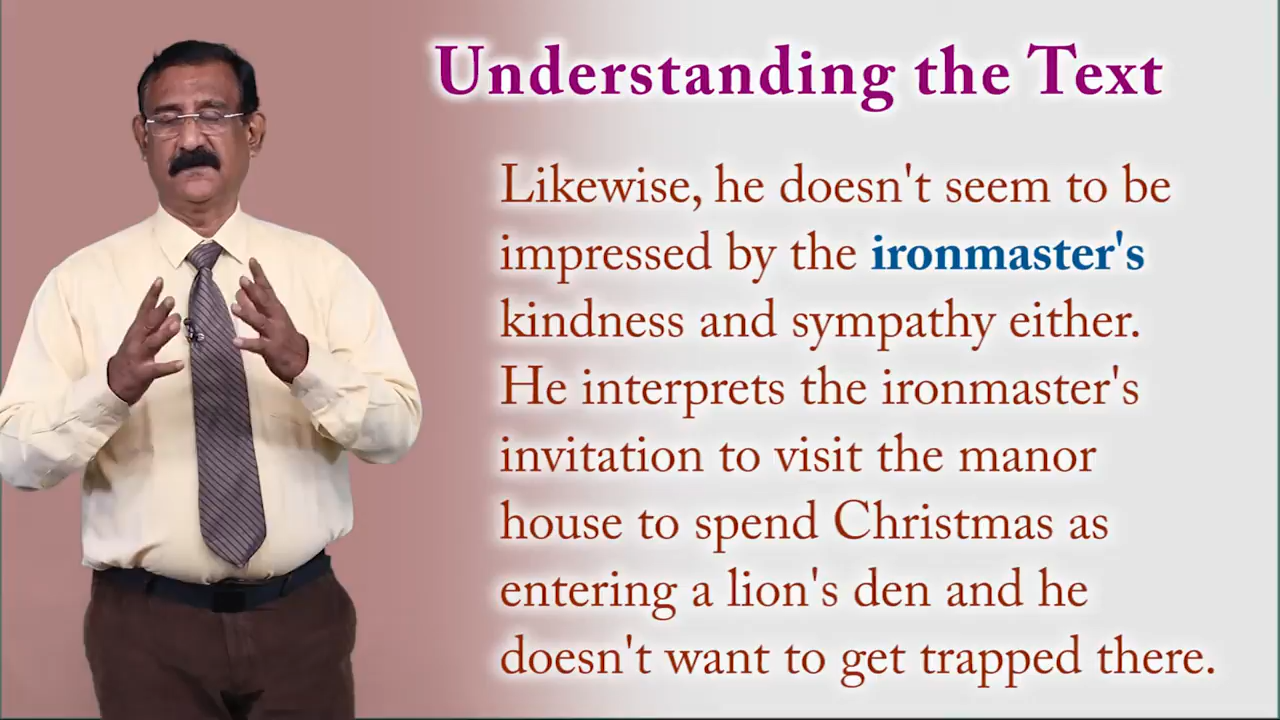 Understanding the Text
Likewise, he doesn't seem to be
impressed by the ironmaster's
kindness and sympathy either.
He interprets the ironmaster's
invitation to visit the manor
house to spend Christmas as
entering a lion's den and he
doesn't want to get trapped there.